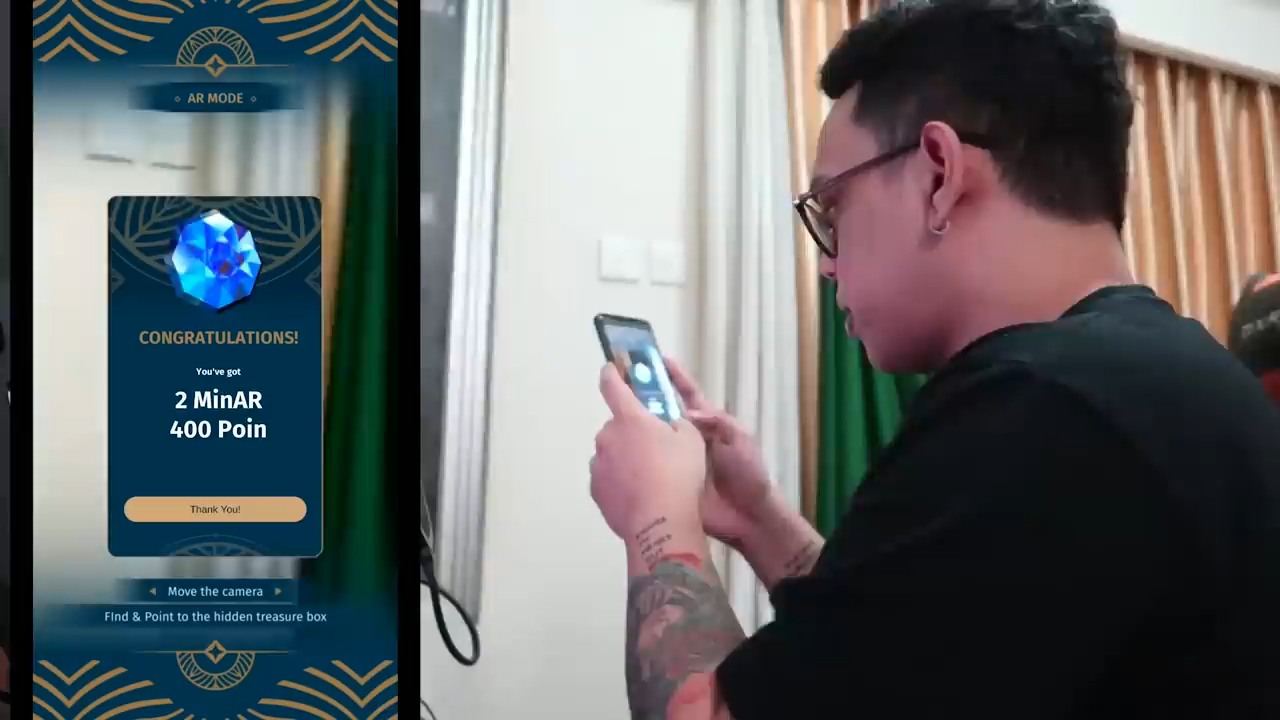 AR MODE
CONGRATULATIONS!
You've got
2 MinAR
400 Poin
Thank You!
Move the camera
FInd & Point to the hidden treasure box